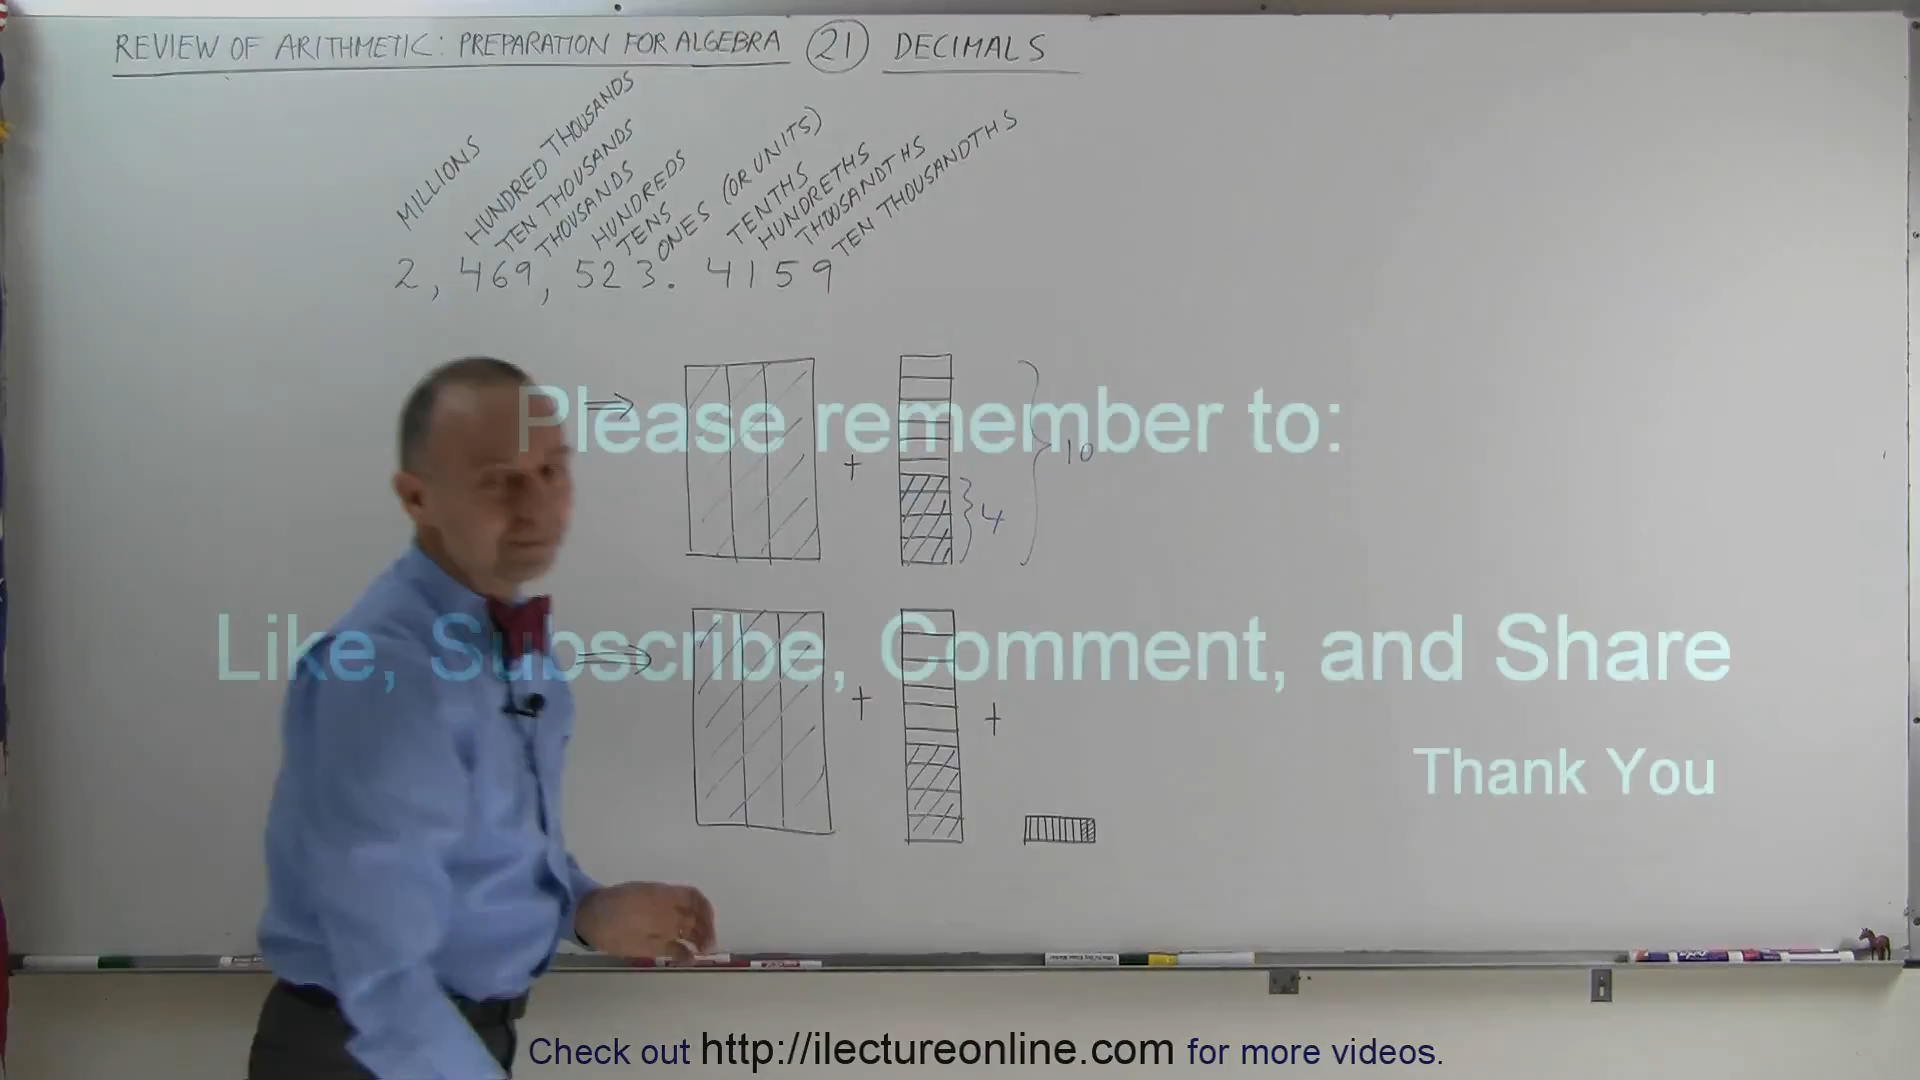 REVIEW OF ARITHMETIC: PREPARATION FOR ALGEBRA 21 DECIMALS
MILLIONS
HUNDRED THOUSANDS
TEN THOUSANDS
THOUSANDS
HUNDREDS
TENS
ONES (OR UNITS)
TENTHS
HUNDRETHS
THOUSANDTHS
TEN THOUSANDTHS
2, 469, 523. 4159
Please remember to:
+
10
4
Like, Subscribe, Comment, and Share
+ +
Thank You
Check out http://ilectureonline.com for more videos.